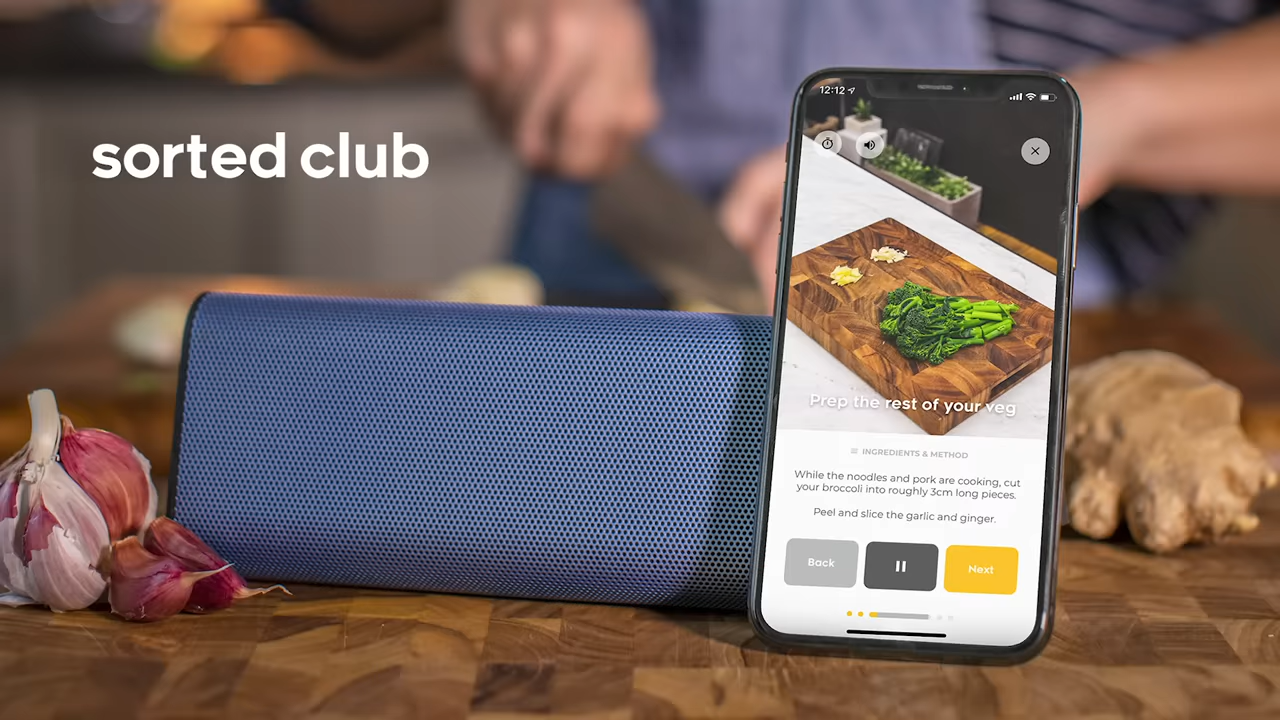 sorted club
12:12
Prep the rest of your veg
INGREDIENTS & METHOD
While the noodles and pork are cooking, cut
your broccoli into roughly 3cm long pieces.
Peel and slice the garlic and ginger.
Back
Next